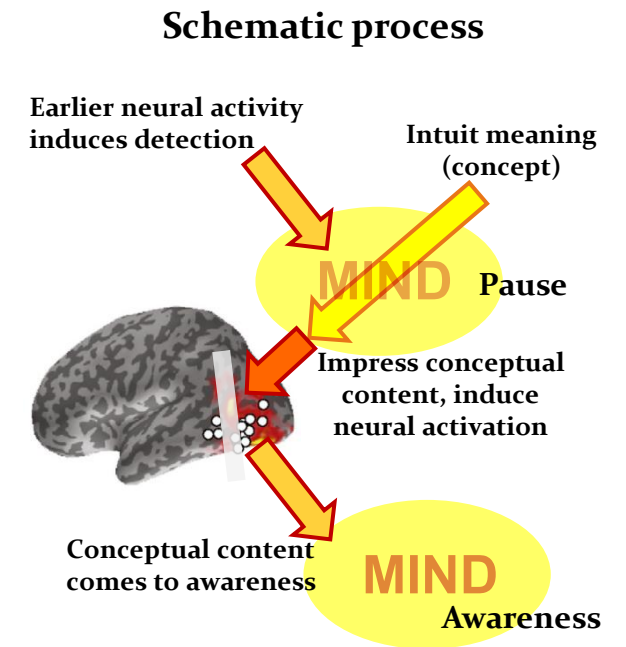 Schematic process
Earlier neural activity
induces detection
Intuit meaning
(concept)
MIND
Pause
Impress conceptual
content, induce
neural activation
Conceptual content
comes to awareness
MIND
Awareness